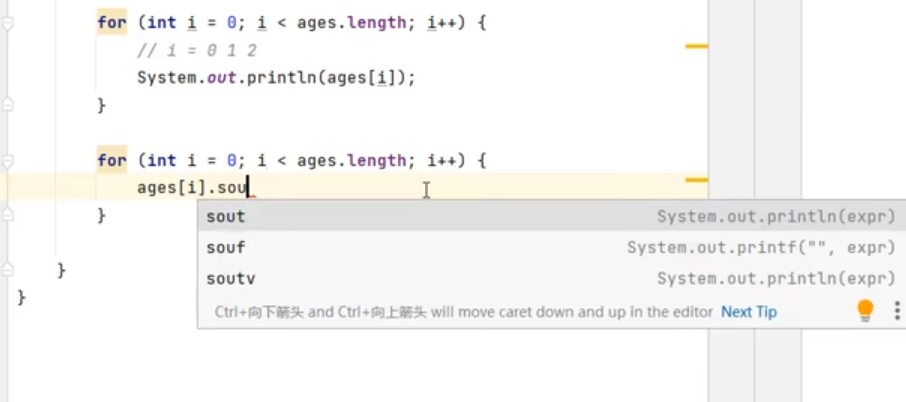 for (int i = 0; i < ages.length; i++) {
// i = 0 1 2
System.out.println(ages[i]);
}
for (int i = 0; i < ages.length; i++) {
ages[i].sou
}
sout System.out.println(expr)
souf System.out.printf("", expr)
soutv System.out.println(expr)
Ctrl+向下箭头 and Ctrl+向上箭头 will move caret down and up in the editor Next Tip
}
}